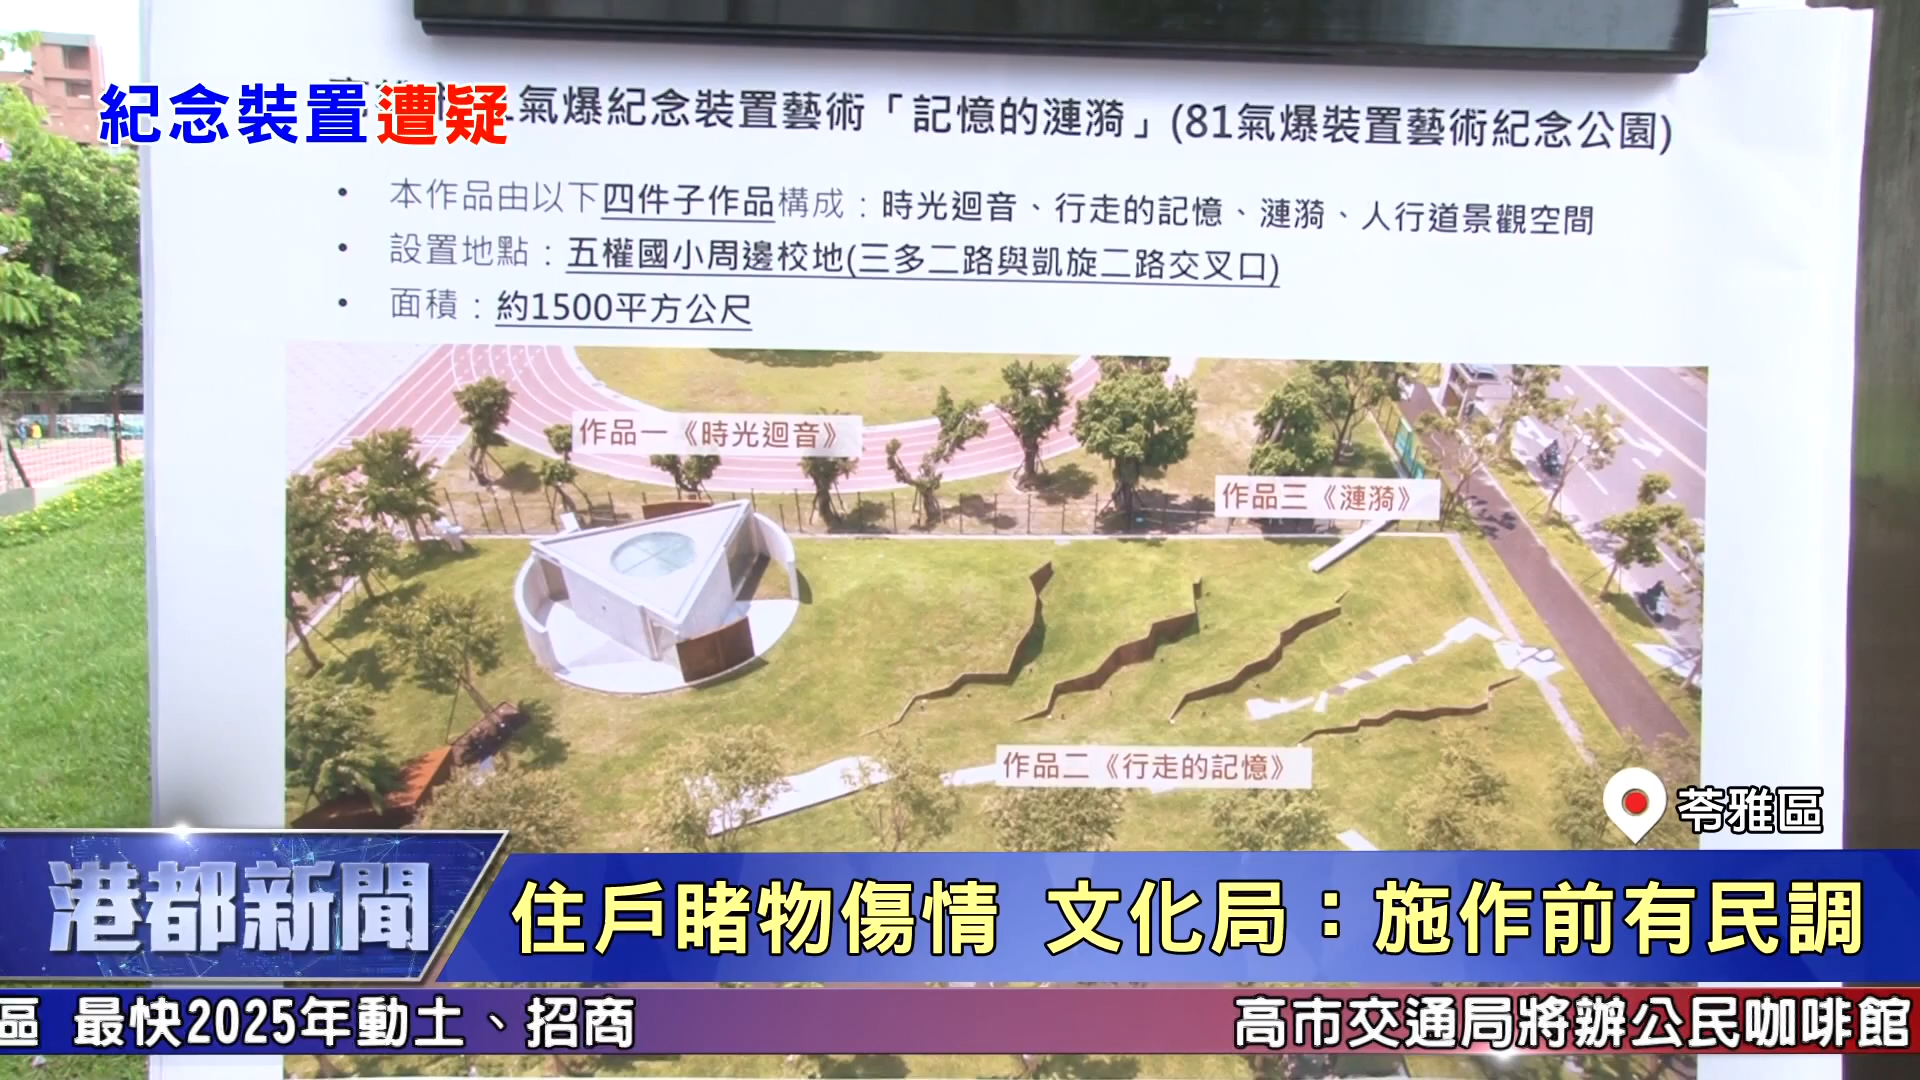 紀念裝置遭疑
氣爆紀念裝置藝術「記憶的漣漪」(81氣爆裝置藝術紀念公園)
• 本作品由以下四件子作品構成：時光迴音、行走的記憶、漣漪、人行道景觀空間
• 設置地點：五權國小周邊校地(三多二路與凱旋二路交叉口)
• 面積：約1500平方公尺
作品一《時光迴音》
作品三《漣漪》
作品二《行走的記憶》
苓雅區
港都新聞
住戶睹物傷情 文化局：施作前有民調
區 最快2025年動土、招商
高市交通局將辦公民咖啡館